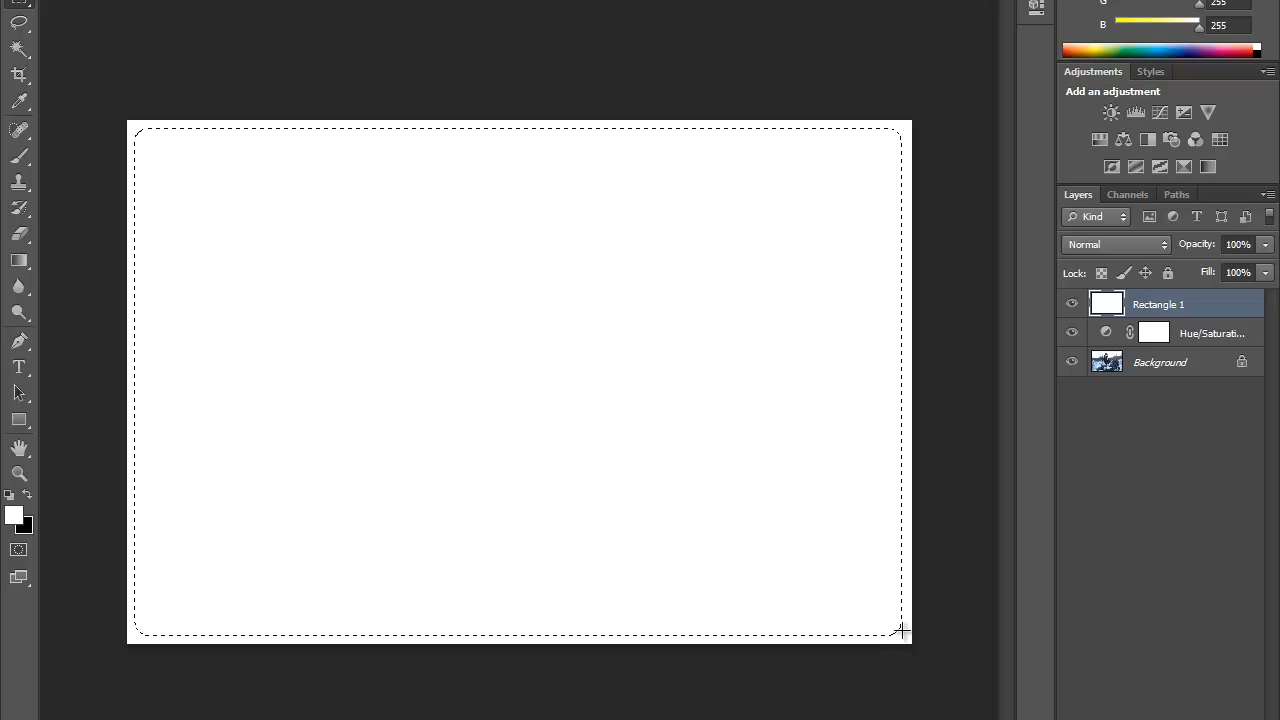 G 255
B 255
Adjustments Styles
Add an adjustment
Layers Channels Paths
Kind
Normal Opacity: 100%
Lock: Fill: 100%
Rectangle 1
Hue/Saturati...
Background
T